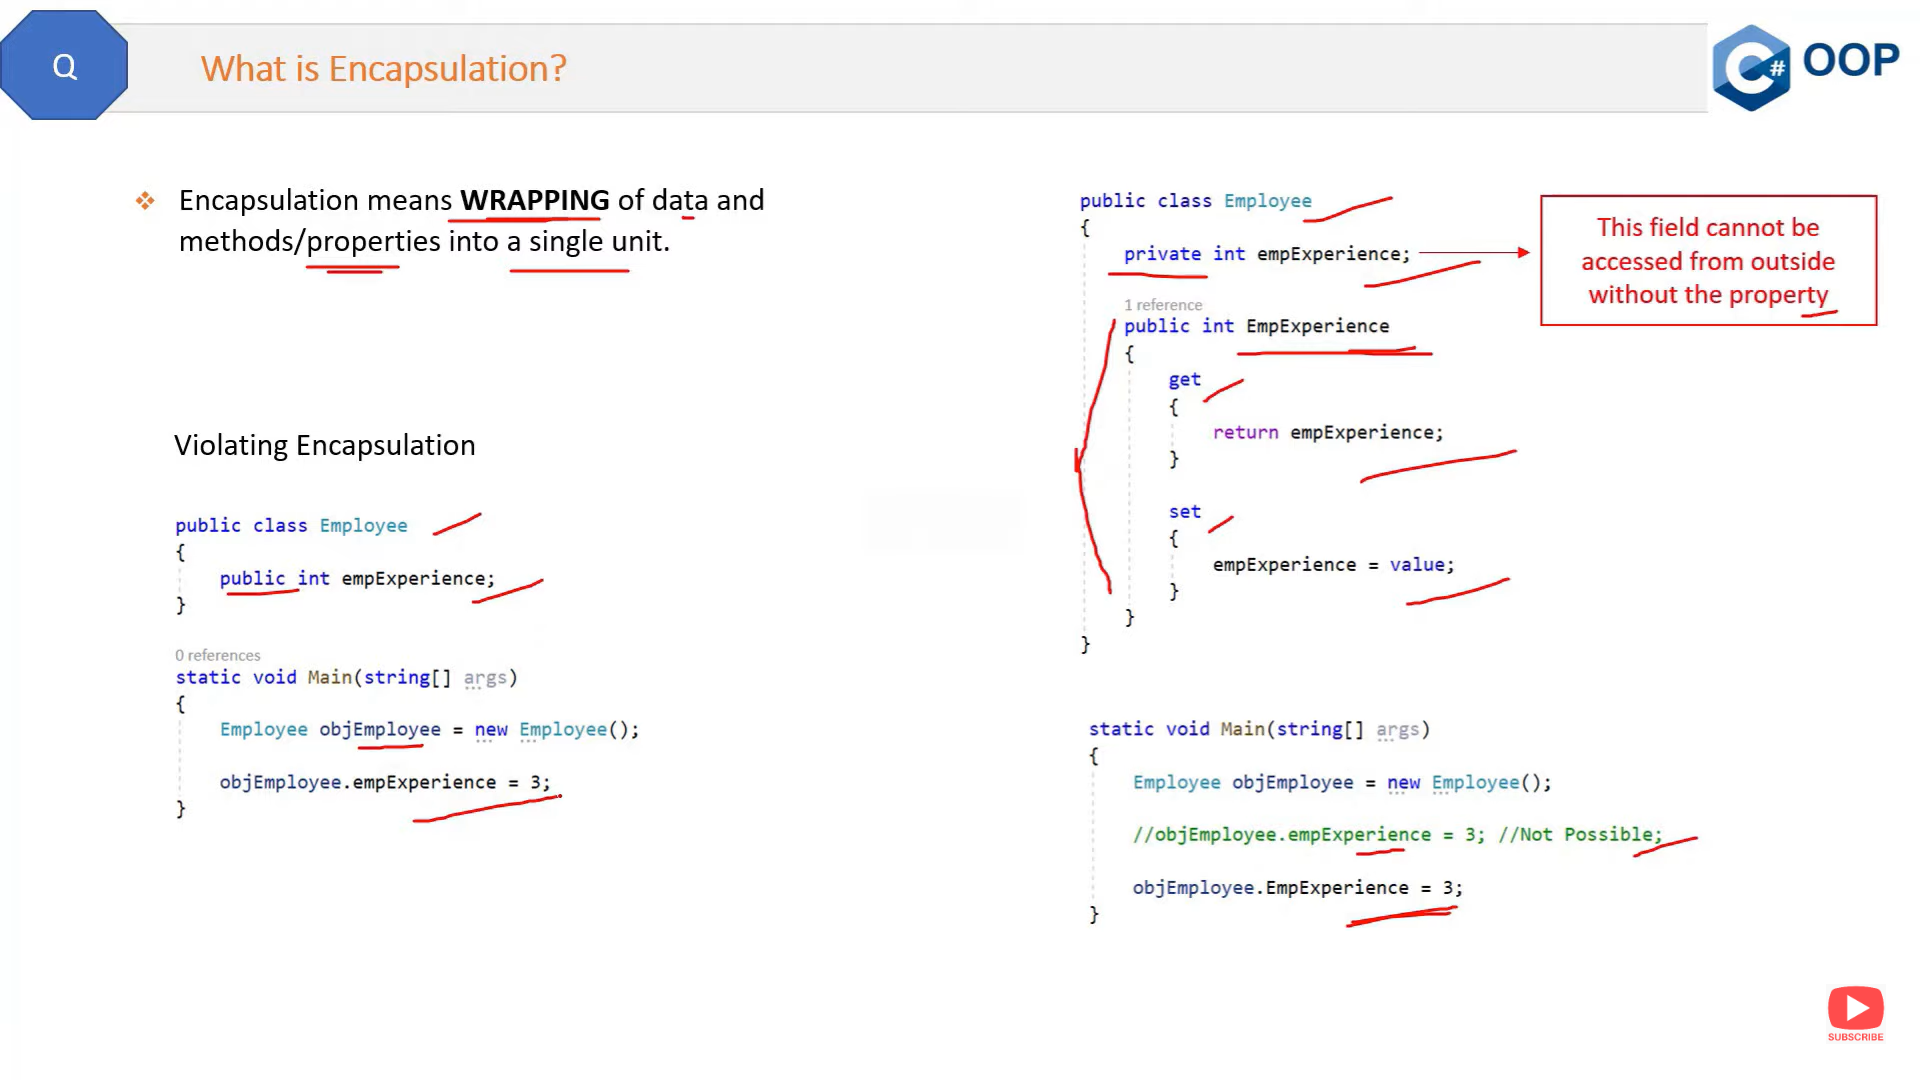 Q
What is Encapsulation?
C# OOP
❖ Encapsulation means WRAPPING of data and
methods/properties into a single unit.
Violating Encapsulation
public class Employee
{
public int empExperience;
}
0 references
static void Main(string[] args)
{
Employee objEmployee = new Employee();
objEmployee.empExperience = 3;
}
public class Employee
{
private int empExperience;
1 reference
public int EmpExperience
{
get
{
return empExperience;
}
set
{
empExperience = value;
}
}
}
This field cannot be
accessed from outside
without the property
static void Main(string[] args)
{
Employee objEmployee = new Employee();
//objEmployee.empExperience = 3; //Not Possible;
objEmployee.EmpExperience = 3;
}
SUBSCRIBE